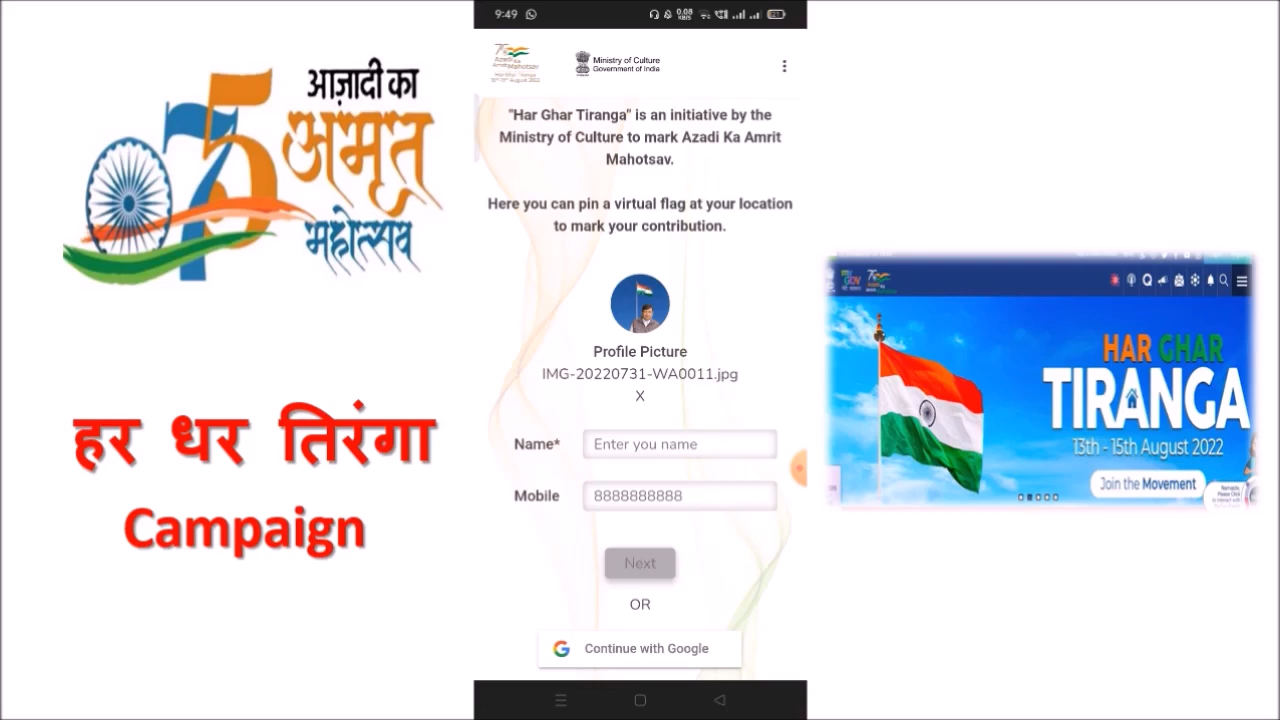 75
आज़ादी का
अमृत
महोत्सव
हर धर तिरंगा
Campaign
9:49
0.08
KB/S
Ministry of Culture
Government of India
"Har Ghar Tiranga" is an initiative by the
Ministry of Culture to mark Azadi Ka Amrit
Mahotsav.
Here you can pin a virtual flag at your location
to mark your contribution.
Profile Picture
IMG-20220731-WA0011.jpg
X
Name*
Enter you name
Mobile
8888888888
Next
OR
Continue with Google
HAR GHAR
TIRANGA
13th - 15th August 2022
Join the Movement